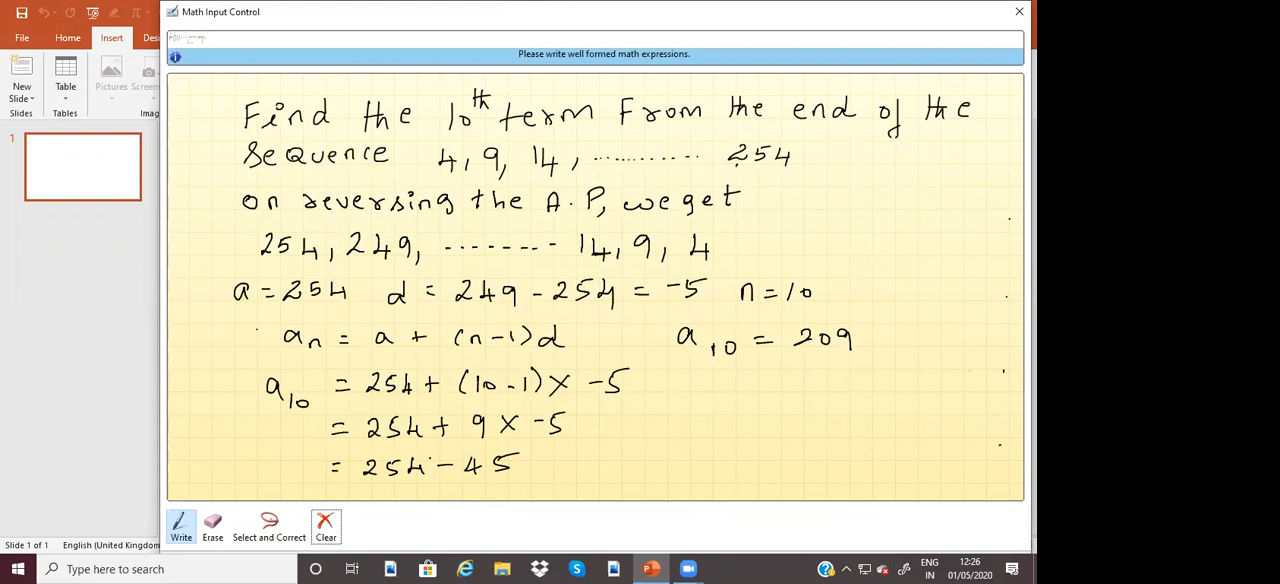 Math Input Control
File Home Insert Des
Please write well formed math expressions.
New Slide
Table
Pictures
Screens
Slides
Tables
Imag
1
Find the 10th term From the end of the
Sequence 4, 9, 14, ........... 254
on reversing the A.P, we get
254, 249, -------- 14, 9, 4
a = 254 d = 249 - 254 = -5 n = 10
an = a + (n-1)d a10 = 209
a10 = 254 + (10-1) X -5
= 254 + 9 X -5
= 254 - 45
Write Erase Select and Correct Clear
Slide 1 of 1 English (United Kingdom
Type here to search
ENG IN
12:26
01/05/2020